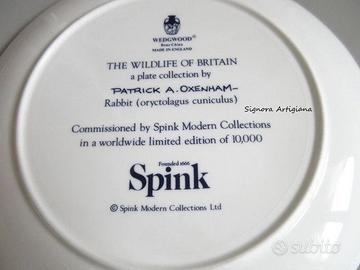 WEDGWOOD
Bone China
MADE IN ENGLAND
THE WILDLIFE OF BRITAIN
a plate collection by
PATRICK A. OXENHAM
Rabbit (oryctolagus cuniculus)
Signora Artigiana
Commissioned by Spink Modern Collections
in a worldwide limited edition of 10,000
Founded 1666
Spink
© Spink Modern Collections Ltd
subito